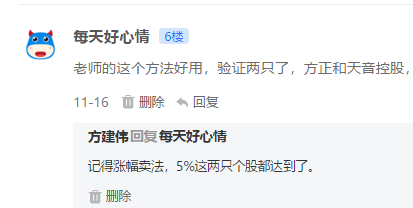 每天好心情 6楼
老师的这个方法好用，验证两只了，方正和天音控股，
11-16 删除 回复
方建伟回复每天好心情
记得涨幅卖法，5%这两只个股都达到了。
删除